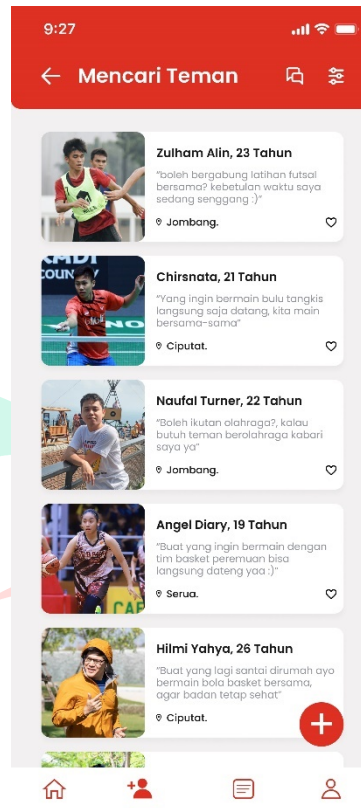 9:27
Mencari Teman
Zulham Alin, 23 Tahun
"boleh bergabung latihan futsal
bersama? kebetulan waktu saya
sedang senggang :)"
Jombang.
COUN Y
Chirsnata, 21 Tahun
"Yang ingin bermain bulu tangkis
langsung saja datang, kita main
bersama-sama"
Ciputat.
NO
Naufal Turner, 22 Tahun
"Boleh ikutan olahraga?, kalau
butuh teman berolahraga kabari
saya ya"
Jombang.
Angel Diary, 19 Tahun
"Buat yang ingin bermain dengan
tim basket peremuan bisa
langsung dateng yaa :)"
Serua.
CAF
Hilmi Yahya, 26 Tahun
"Buat yang lagi santai dirumah ayo
bermain bola basket bersama,
agar badan tetap sehat"
Ciputat.